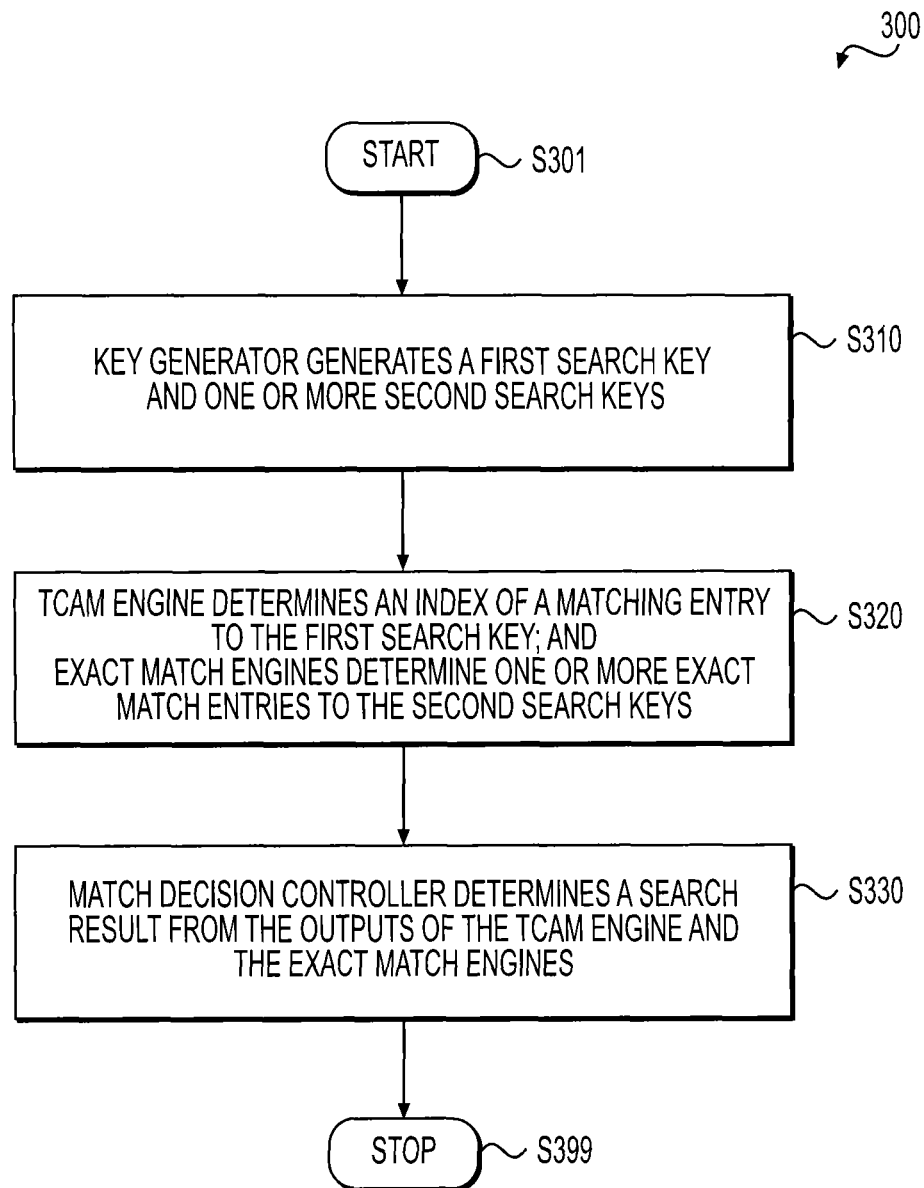 300
START
S301
KEY GENERATOR GENERATES A FIRST SEARCH KEY
AND ONE OR MORE SECOND SEARCH KEYS
S310
TCAM ENGINE DETERMINES AN INDEX OF A MATCHING ENTRY
TO THE FIRST SEARCH KEY; AND
EXACT MATCH ENGINES DETERMINE ONE OR MORE EXACT
MATCH ENTRIES TO THE SECOND SEARCH KEYS
S320
MATCH DECISION CONTROLLER DETERMINES A SEARCH
RESULT FROM THE OUTPUTS OF THE TCAM ENGINE AND
THE EXACT MATCH ENGINES
S330
STOP
S399